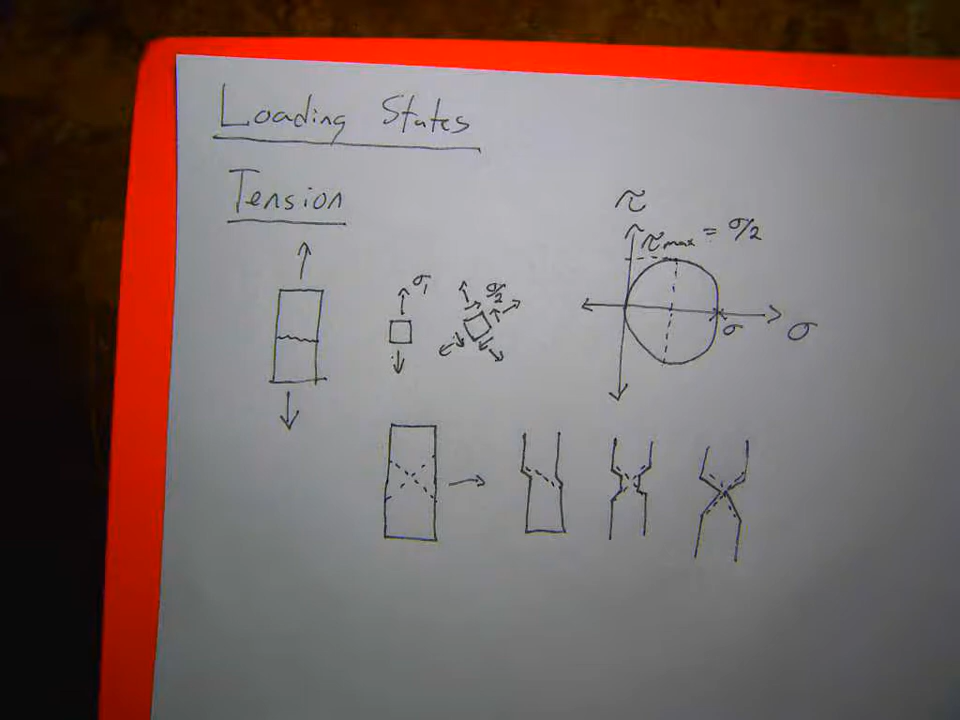 Loading States
Tension
τ
τmax = σ/2
σ1
σ/2
σ
σ